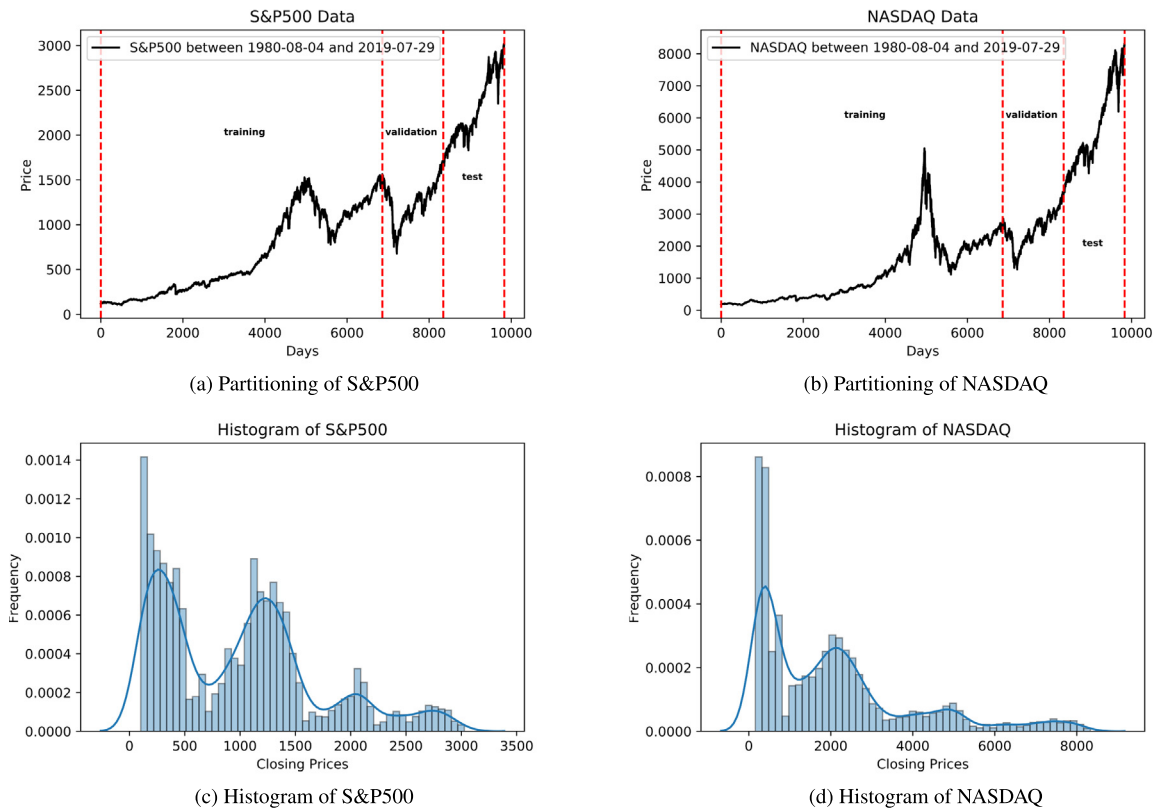 S&P500 Data
S&P500 between 1980-08-04 and 2019-07-29
3000
2500
2000
1500
1000
500
0
Price
training
validation
test
0 2000 4000 6000 8000 10000
Days
(a) Partitioning of S&P500
NASDAQ Data
NASDAQ between 1980-08-04 and 2019-07-29
8000
7000
6000
5000
4000
3000
2000
1000
0
Price
training
validation
test
0 2000 4000 6000 8000 10000
Days
(b) Partitioning of NASDAQ
Histogram of S&P500
0.0014
0.0012
0.0010
0.0008
0.0006
0.0004
0.0002
0.0000
Frequency
0 500 1000 1500 2000 2500 3000 3500
Closing Prices
(c) Histogram of S&P500
Histogram of NASDAQ
0.0008
0.0006
0.0004
0.0002
0.0000
Frequency
0 2000 4000 6000 8000
Closing Prices
(d) Histogram of NASDAQ